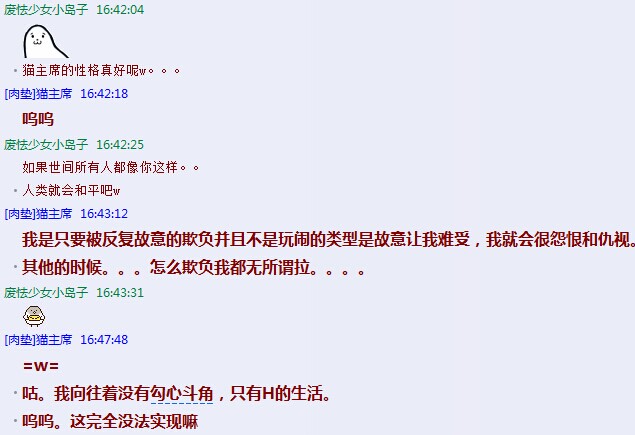 废怯少女小岛子 16:42:04
猫主席的性格真好呢w。。。
[肉垫]猫主席 16:42:18
呜呜
废怯少女小岛子 16:42:25
如果世间所有人都像你这样。。
人类就会和平吧w
[肉垫]猫主席 16:43:12
我是只要被反复故意的欺负并且不是玩闹的类型是故意让我难受，我就会很怨恨和仇视。
其他的时候。。。怎么欺负我都无所谓拉。。。。
废怯少女小岛子 16:43:31
[肉垫]猫主席 16:47:48
=w=
咕。我向往着没有勾心斗角，只有H的生活。
呜呜。这完全没法实现嘛